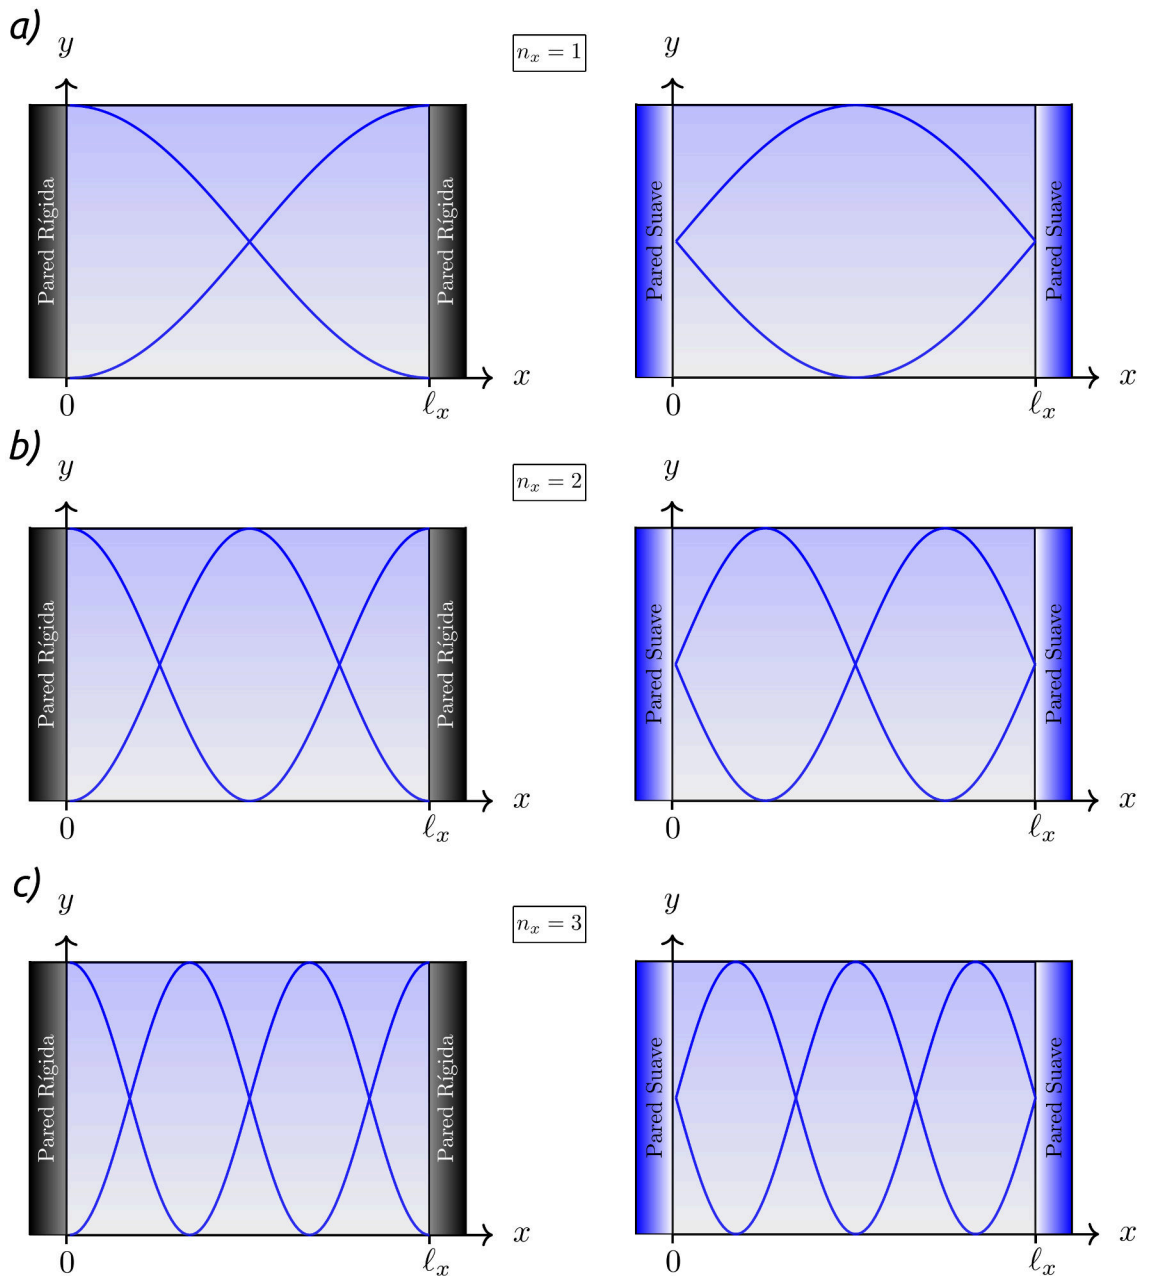 a)
y
n_x = 1
y
Pared Rígida
Pared Rígida
Pared Suave
Pared Suave
x
x
0
ℓ_x
0
ℓ_x
b)
y
n_x = 2
y
Pared Rígida
Pared Rígida
Pared Suave
Pared Suave
x
x
0
ℓ_x
0
ℓ_x
c)
y
n_x = 3
y
Pared Rígida
Pared Rígida
Pared Suave
Pared Suave
x
x
0
ℓ_x
0
ℓ_x